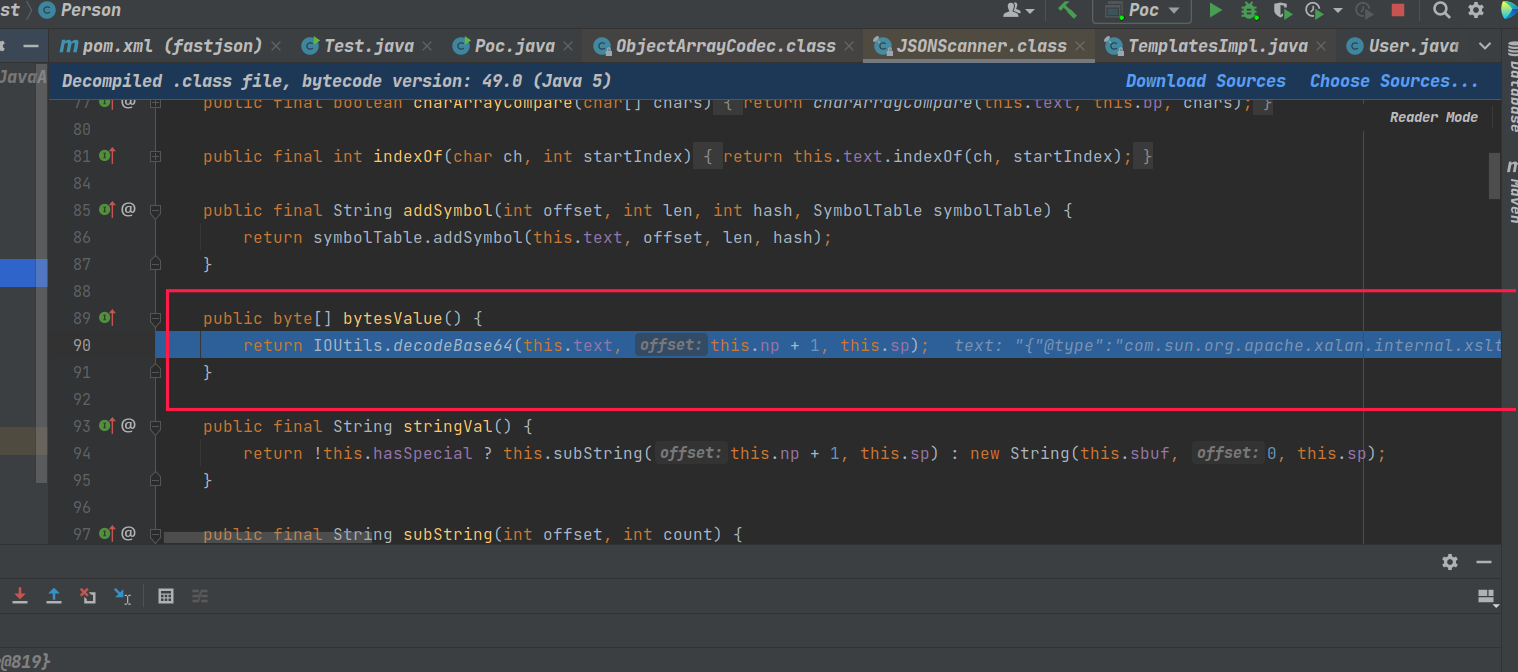 st Person Poc
pom.xml (fastjson) Test.java Poc.java ObjectArrayCodec.class JSONScanner.class TemplatesImpl.java User.java
JavaA Decompiled .class file, bytecode version: 49.0 (Java 5) Download Sources Choose Sources...
77 @ public final boolean charArrayCompare(char[] chars) { return charArrayCompare(this.text, this.bp, chars); }
Reader Mode
80
81 public final int indexOf(char ch, int startIndex) { return this.text.indexOf(ch, startIndex); }
84
85 @ public final String addSymbol(int offset, int len, int hash, SymbolTable symbolTable) {
86 return symbolTable.addSymbol(this.text, offset, len, hash);
87 }
88
89 public byte[] bytesValue() {
90 return IOUtils.decodeBase64(this.text, offset: this.np + 1, this.sp); text: "{"@type":"com.sun.org.apache.xalan.internal.xslt
91 }
92
93 @ public final String stringVal() {
94 return !this.hasSpecial ? this.subString( offset: this.np + 1, this.sp) : new String(this.sbuf, offset: 0, this.sp);
95 }
96
97 @ public final String subString(int offset, int count) {
@819}
Database
Maven